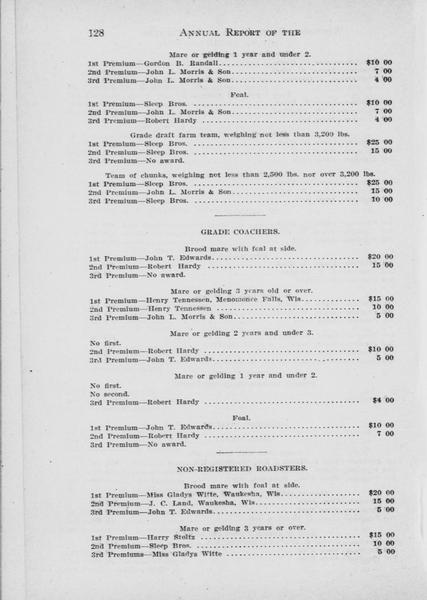 128 ANNUAL REPORT OF THE
Mare or gelding 1 year and under 2.
1st Premium—Gordon B. Randall................................ $10 00
2nd Premium—John L. Morris & Son............................. 7 00
3rd Premium—John L. Morris & Son............................. 4 00
Foal.
1st Premium—Sleep Bros. ..................................... $10 00
2nd Premium—John L. Morris & Son............................. 7 00
3rd Premium—Robert Hardy .................................... 4 00
Grade draft farm team, weighing not less than 3,200 lbs.
1st Premium—Sleep Bros. ..................................... $25 00
2nd Premium—Sleep Bros. ..................................... 15 00
3rd Premium—No award.
Team of chunks, weighing not less than 2,500 lbs. nor over 3,200 lbs.
1st Premium—Sleep Bros. ..................................... $25 00
2nd Premium—John L. Morris & Son............................. 15 00
3rd Premium—Sleep Bros. ..................................... 10 00
GRADE COACHERS.
Brood mare with foal at side.
1st Premium—John T. Edwards.................................. $20 00
2nd Premium—Robert Hardy .................................... 15 00
3rd Premium—No award.
Mare or gelding 3 years old or over.
1st Premium—Henry Tennessen, Menomonee Falls, Wis............ $15 00
2nd Premium—Henry Tennessen ................................. 10 00
3rd Premium—John L. Morris & Son............................. 5 00
Mare or gelding 2 years and under 3.
No first.
2nd Premium—Robert Hardy .................................... $10 00
3rd Premium—John T. Edwards.................................. 5 00
Mare or gelding 1 year and under 2.
No first.
No second.
3rd Premium—Robert Hardy .................................... $4 00
Foal.
1st Premium—John T. Edwards.................................. $10 00
2nd Premium—Robert Hardy .................................... 7 00
3rd Premium—No award.
NON-REGISTERED ROADSTERS.
Brood mare with foal at side.
1st Premium—Miss Gladys Witte, Waukesha, Wis................. $20 00
2nd Premium—J. C. Land, Waukesha, Wis........................ 15 00
3rd Premium—John T. Edwards.................................. 5 00
Mare or gelding 3 years or over.
1st Premium—Harry Stoltz .................................... $15 00
2nd Premium—Sleep Bros. ..................................... 10 00
3rd Premiums—Miss Gladys Witte .............................. 5 00